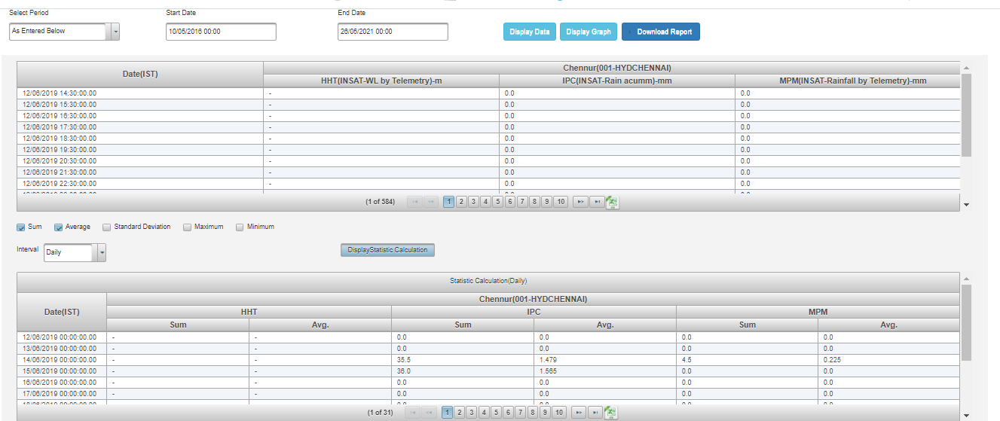 Select Period Start Date End Date
As Entered Below 10/05/2016 00:00 26/05/2021 00:00 Display Data Display Graph Download Report
Date(IST) Chennur(001-HYDCHENNAI)
HHT(INSAT-WL by Telemetry)-m IPC(INSAT-Rain acumm)-mm MPM(INSAT-Rainfall by Telemetry)-mm
12/06/2019 14:30:00.00 - 0.0 0.0
12/06/2019 15:30:00.00 - 0.0 0.0
12/06/2019 16:30:00.00 - 0.0 0.0
12/06/2019 17:30:00.00 - 0.0 0.0
12/06/2019 18:30:00.00 - 0.0 0.0
12/06/2019 19:30:00.00 - 0.0 0.0
12/06/2019 20:30:00.00 - 0.0 0.0
12/06/2019 21:30:00.00 - 0.0 0.0
12/06/2019 22:30:00.00 - 0.0 0.0
(1 of 584) 1 2 3 4 5 6 7 8 9 10
Sum Average Standard Deviation Maximum Minimum
Interval Daily DisplayStatistic Calculation
Statistic Calculation(Daily)
Date(IST) Chennur(001-HYDCHENNAI)
HHT IPC MPM
Sum Avg. Sum Avg. Sum Avg.
12/06/2019 00:00:00.00 - - 0.0 0.0 0.0 0.0
13/06/2019 00:00:00.00 - - 0.0 0.0 0.0 0.0
14/06/2019 00:00:00.00 - - 35.5 1.479 4.5 0.225
15/06/2019 00:00:00.00 - - 36.0 1.565 0.0 0.0
16/06/2019 00:00:00.00 - - 0.0 0.0 0.0 0.0
17/06/2019 00:00:00.00 - - 0.0 0.0 0.0 0.0
(1 of 31) 1 2 3 4 5 6 7 8 9 10